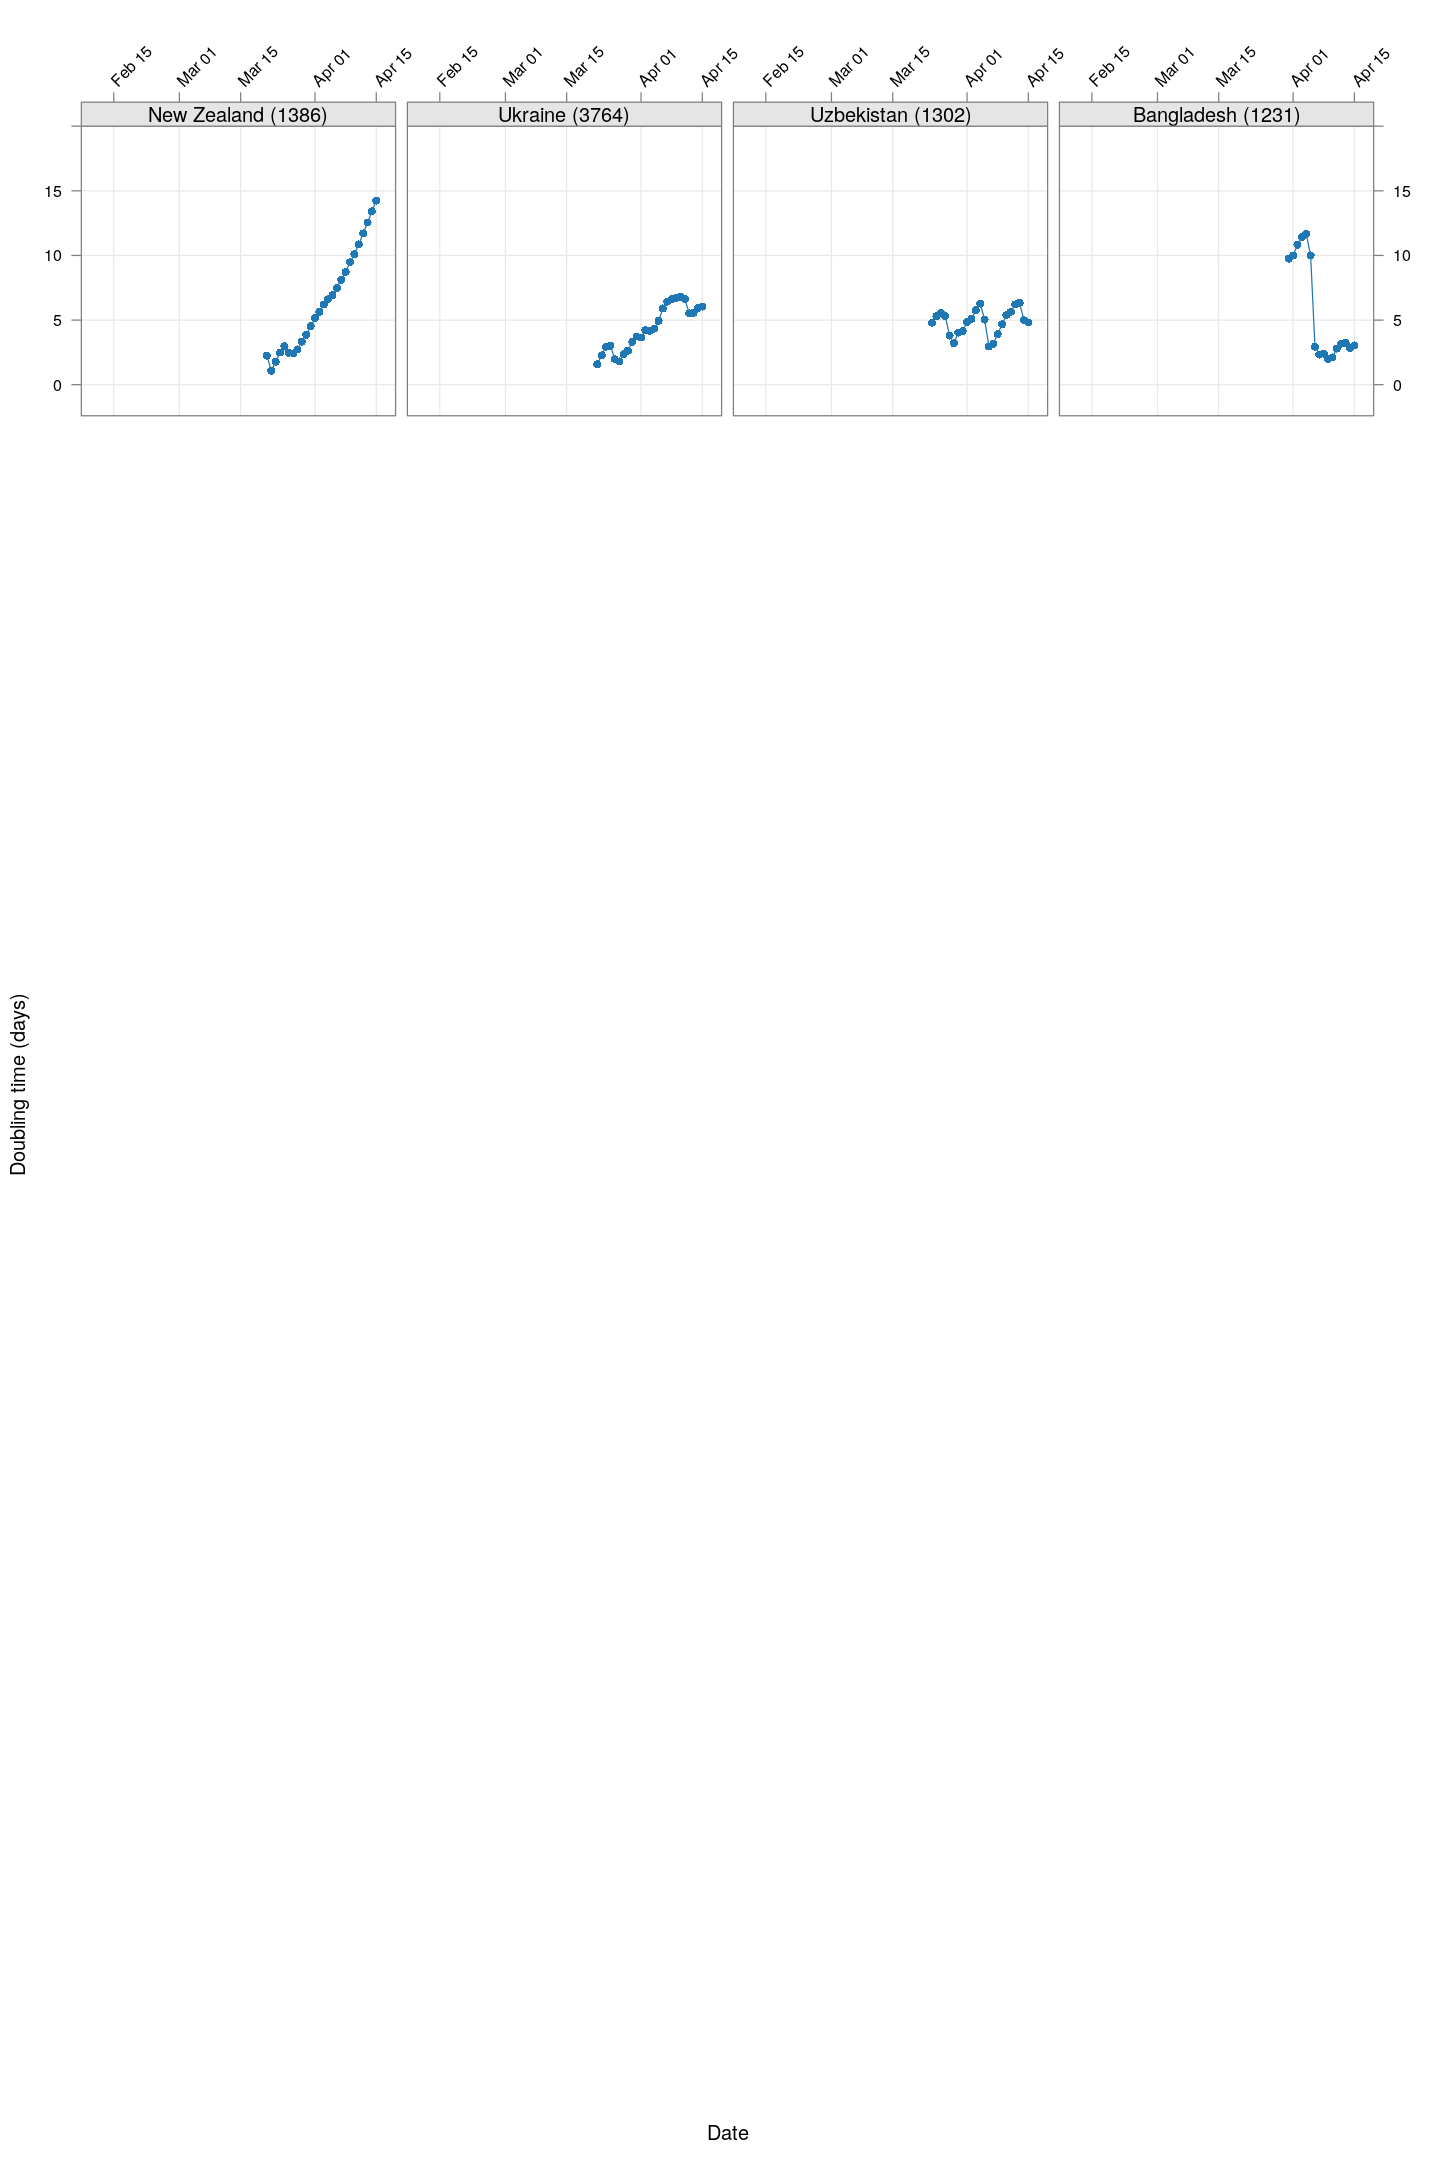 Feb 15 Mar 01 Mar 15 Apr 01 Apr 15 Feb 15 Mar 01 Mar 15 Apr 01 Apr 15 Feb 15 Mar 01 Mar 15 Apr 01 Apr 15 Feb 15 Mar 01 Mar 15 Apr 01 Apr 15
New Zealand (1386) Ukraine (3764) Uzbekistan (1302) Bangladesh (1231)
15 15
10 10
5 5
0 0
Doubling time (days)
Date